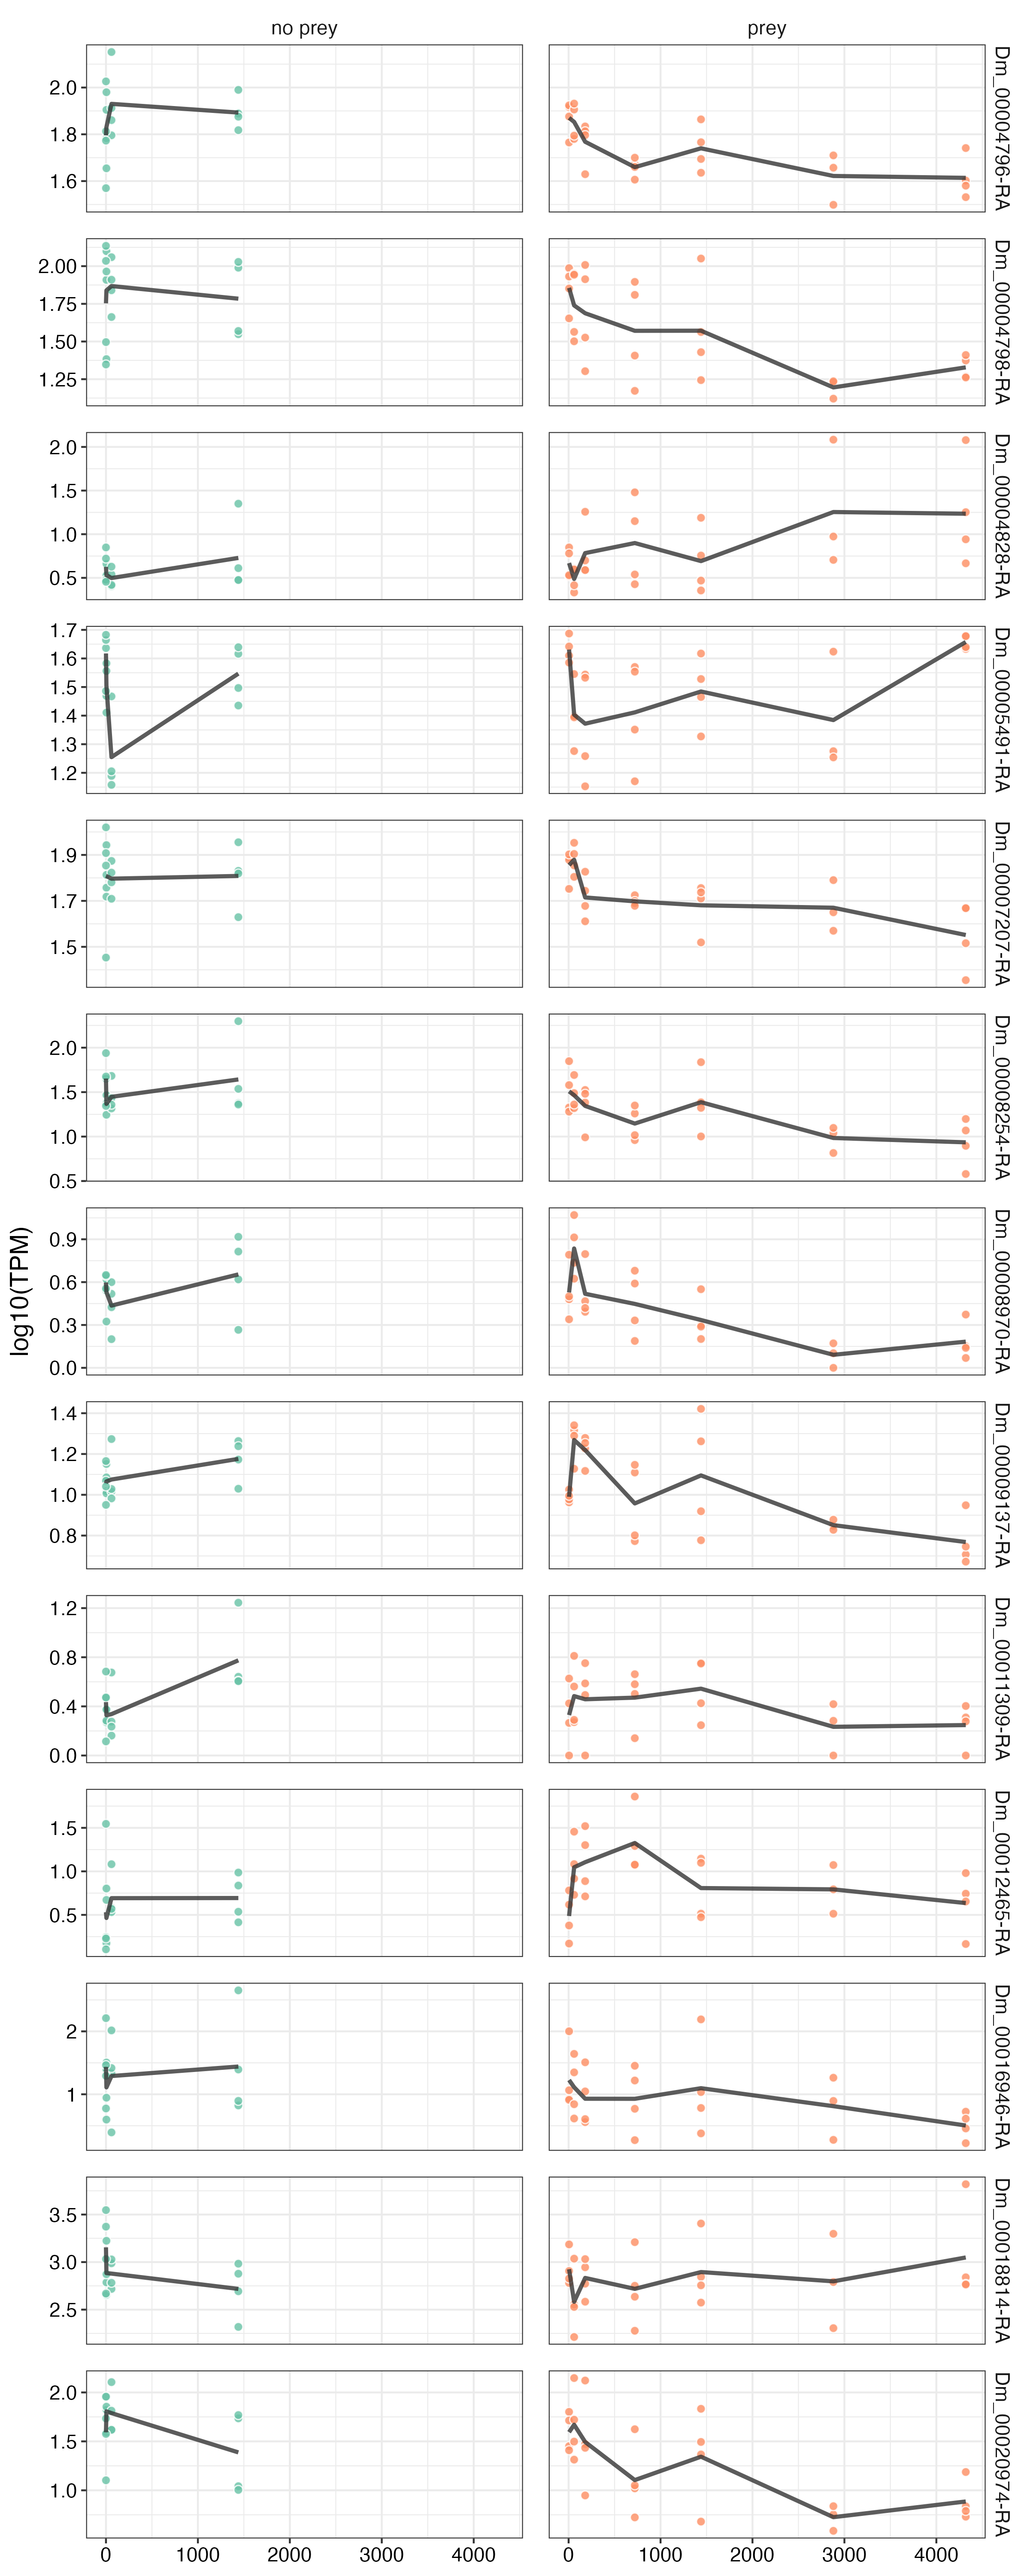 no prey
prey
2.0
1.8
1.6
Dm_00004796-RA
2.00
1.75
1.50
1.25
Dm_00004798-RA
2.0
1.5
1.0
0.5
Dm_00004828-RA
1.7
1.6
1.5
1.4
1.3
1.2
Dm_00005491-RA
1.9
1.7
1.5
Dm_00007207-RA
2.0
1.5
1.0
0.5
Dm_00008254-RA
log10(TPM)
0.9
0.6
0.3
0.0
Dm_00008970-RA
1.4
1.2
1.0
0.8
Dm_00009137-RA
1.2
0.8
0.4
0.0
Dm_00011309-RA
1.5
1.0
0.5
Dm_00012465-RA
2
1
Dm_00016946-RA
3.5
3.0
2.5
Dm_00018814-RA
2.0
1.5
1.0
Dm_00020974-RA
0 1000 2000 3000 4000
0 1000 2000 3000 4000